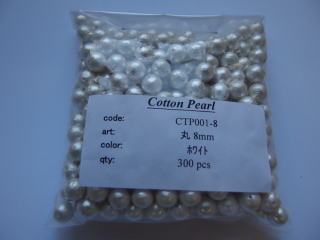 Cotton Pearl
code: CTP001-8
art: 丸 8mm
color: ﾎﾜｲﾄ
qty: 300 pcs